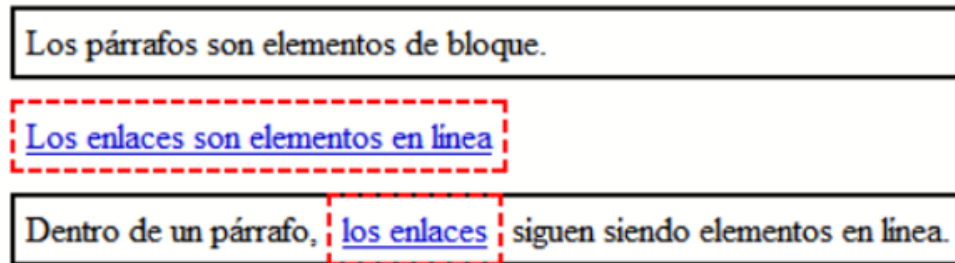 Los párrafos son elementos de bloque.
Los enlaces son elementos en línea
Dentro de un párrafo, los enlaces siguen siendo elementos en línea.